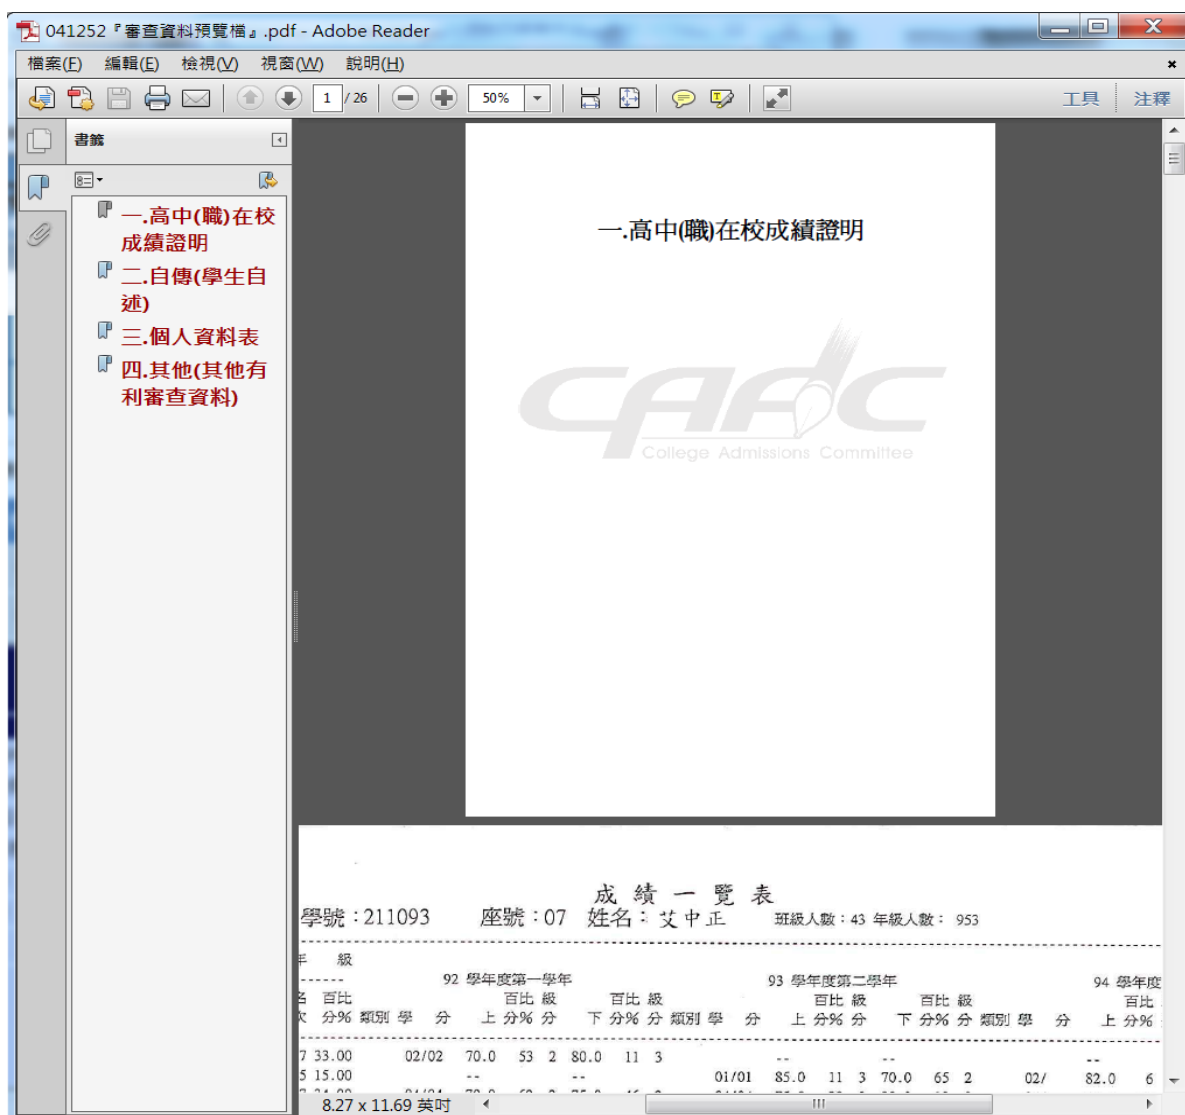 041252『審查資料預覽檔』.pdf - Adobe Reader
檔案(F) 編輯(E) 檢視(V) 視窗(W) 說明(H)
1 / 26 50% 工具 注釋
書籤
一.高中(職)在校
成績證明
二.自傳(學生自
述)
三.個人資料表
四.其他(其他有
利審查資料)
一.高中(職)在校成績證明
CAAC
College Admissions Committee
成 績 一 覽 表
學號：211093 座號：07 姓名：艾中正 班級人數：43 年級人數： 953
年 級
92 學年度第一學年 93 學年度第二學年 94 學年度
百比 百比 級 百比 級 百比 級 百比 級 百比
次 分% 類別 學 分 上 分% 分 下 分% 分 類別 學 分 上 分% 分 下 分% 分 類別 學 分 上 分%
7 33.00 02/02 70.0 53 2 80.0 11 3 -- -- --
5 15.00 -- -- 01/01 85.0 11 3 70.0 65 2 02/ 82.0 6
8.27 x 11.69 英吋